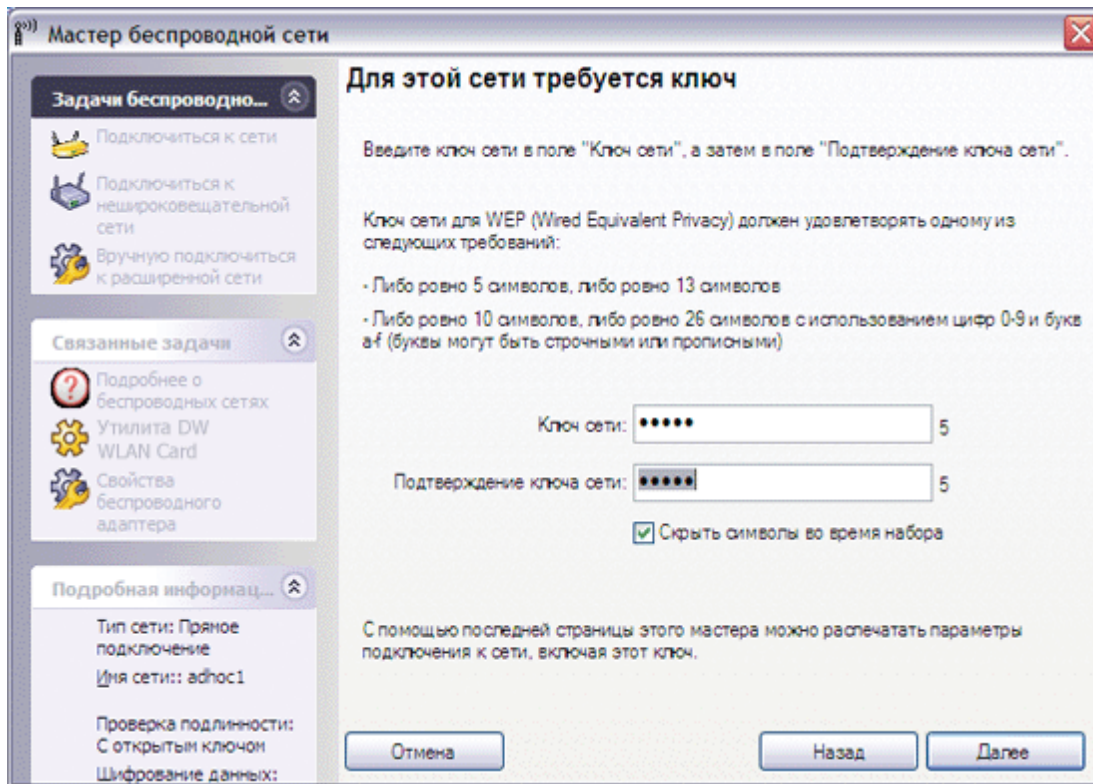 Мастер беспроводной сети
Задачи беспроводно...
Подключиться к сети
Подключиться к
нешироковещательной
сети
Вручную подключиться
к расширенной сети
Связанные задачи
Подробнее о
беспроводных сетях
Утилита DW
WLAN Card
Свойства
беспроводного
адаптера
Подробная информац...
Тип сети: Прямое
подключение
Имя сети:: adhoc1
Проверка подлинности:
С открытым ключом
Шифрование данных:
Для этой сети требуется ключ
Введите ключ сети в поле "Ключ сети", а затем в поле "Подтверждение ключа сети".
Ключ сети для WEP (Wired Equivalent Privacy) должен удовлетворять одному из
следующих требований:
- Либо ровно 5 символов, либо ровно 13 символов
- Либо ровно 10 символов, либо ровно 26 символов с использованием цифр 0-9 и букв
a-f (буквы могут быть строчными или прописными)
Ключ сети: ••••• 5
Подтверждение ключа сети: ••••• 5
Скрыть символы во время набора
С помощью последней страницы этого мастера можно распечатать параметры
подключения к сети, включая этот ключ.
Отмена Назад Далее